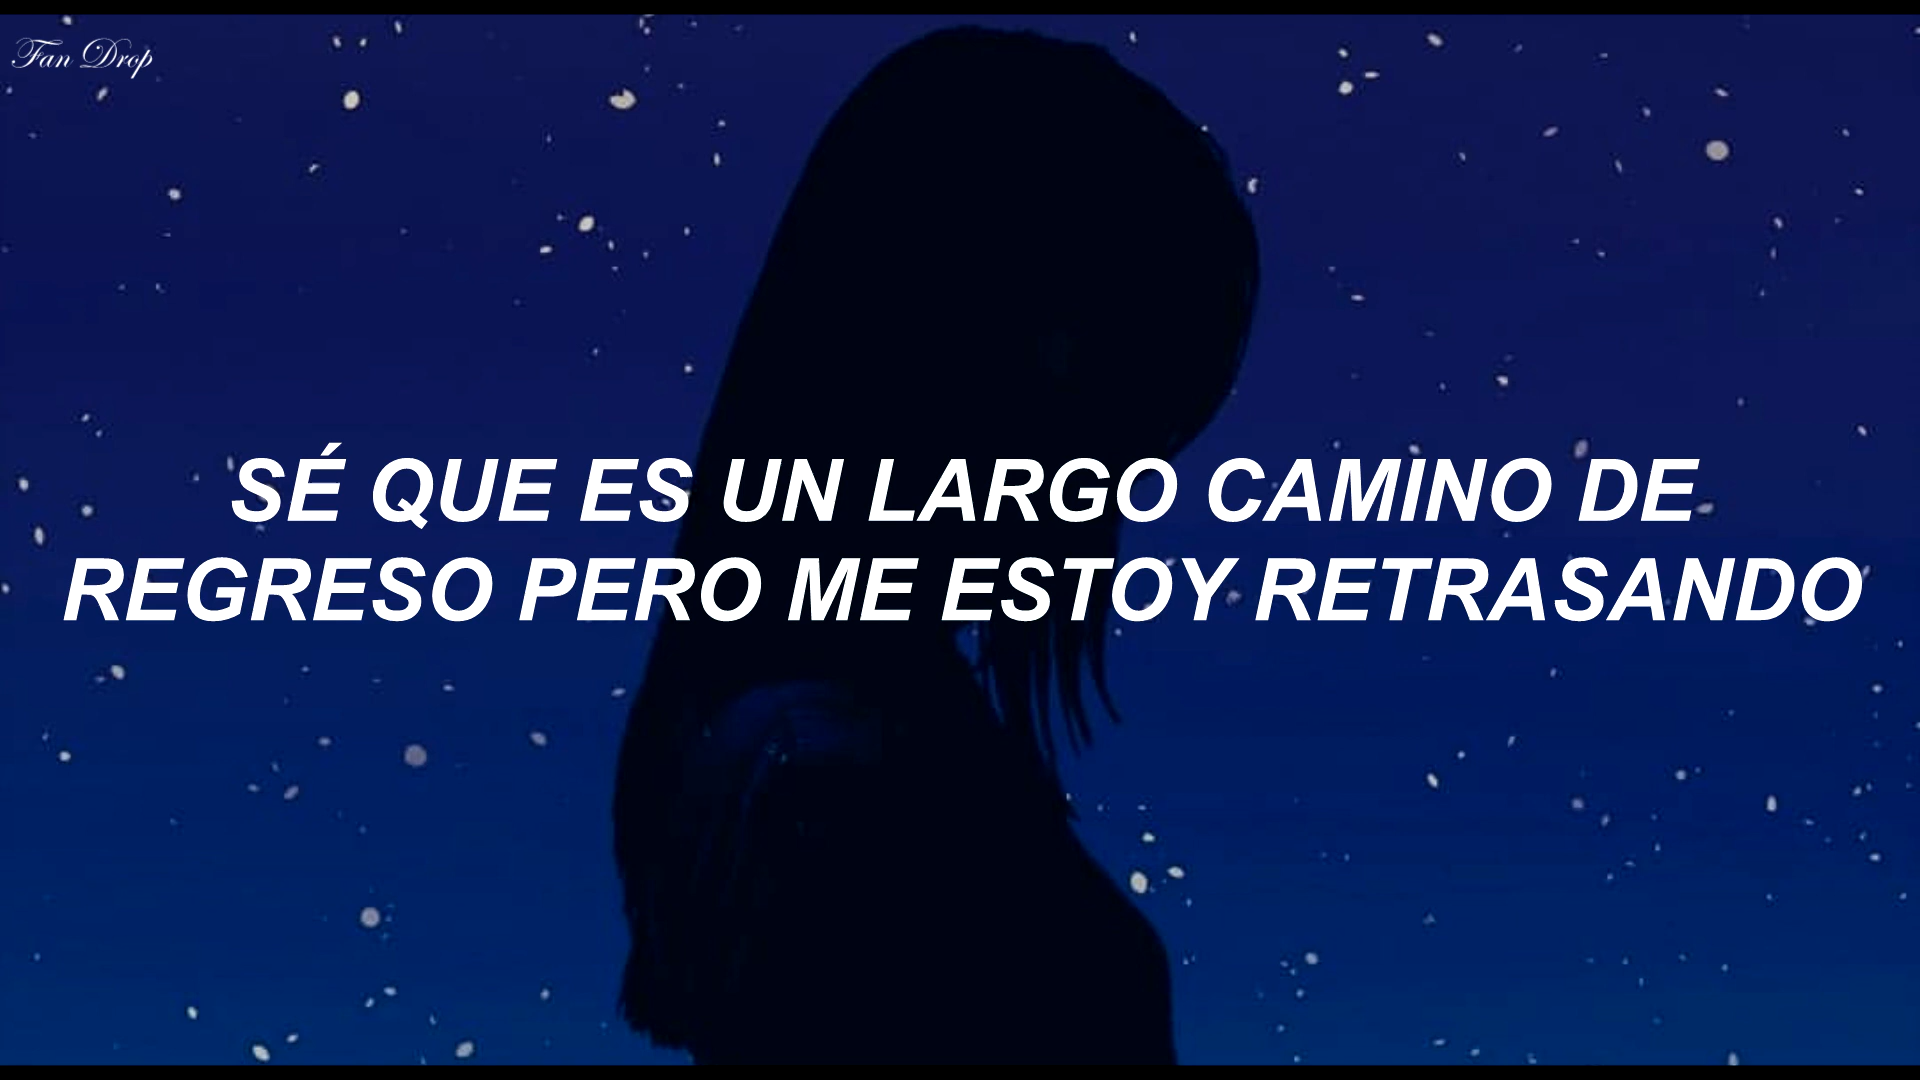 Fan Drop
SÉ QUE ES UN LARGO CAMINO DE
REGRESO PERO ME ESTOY RETRASANDO